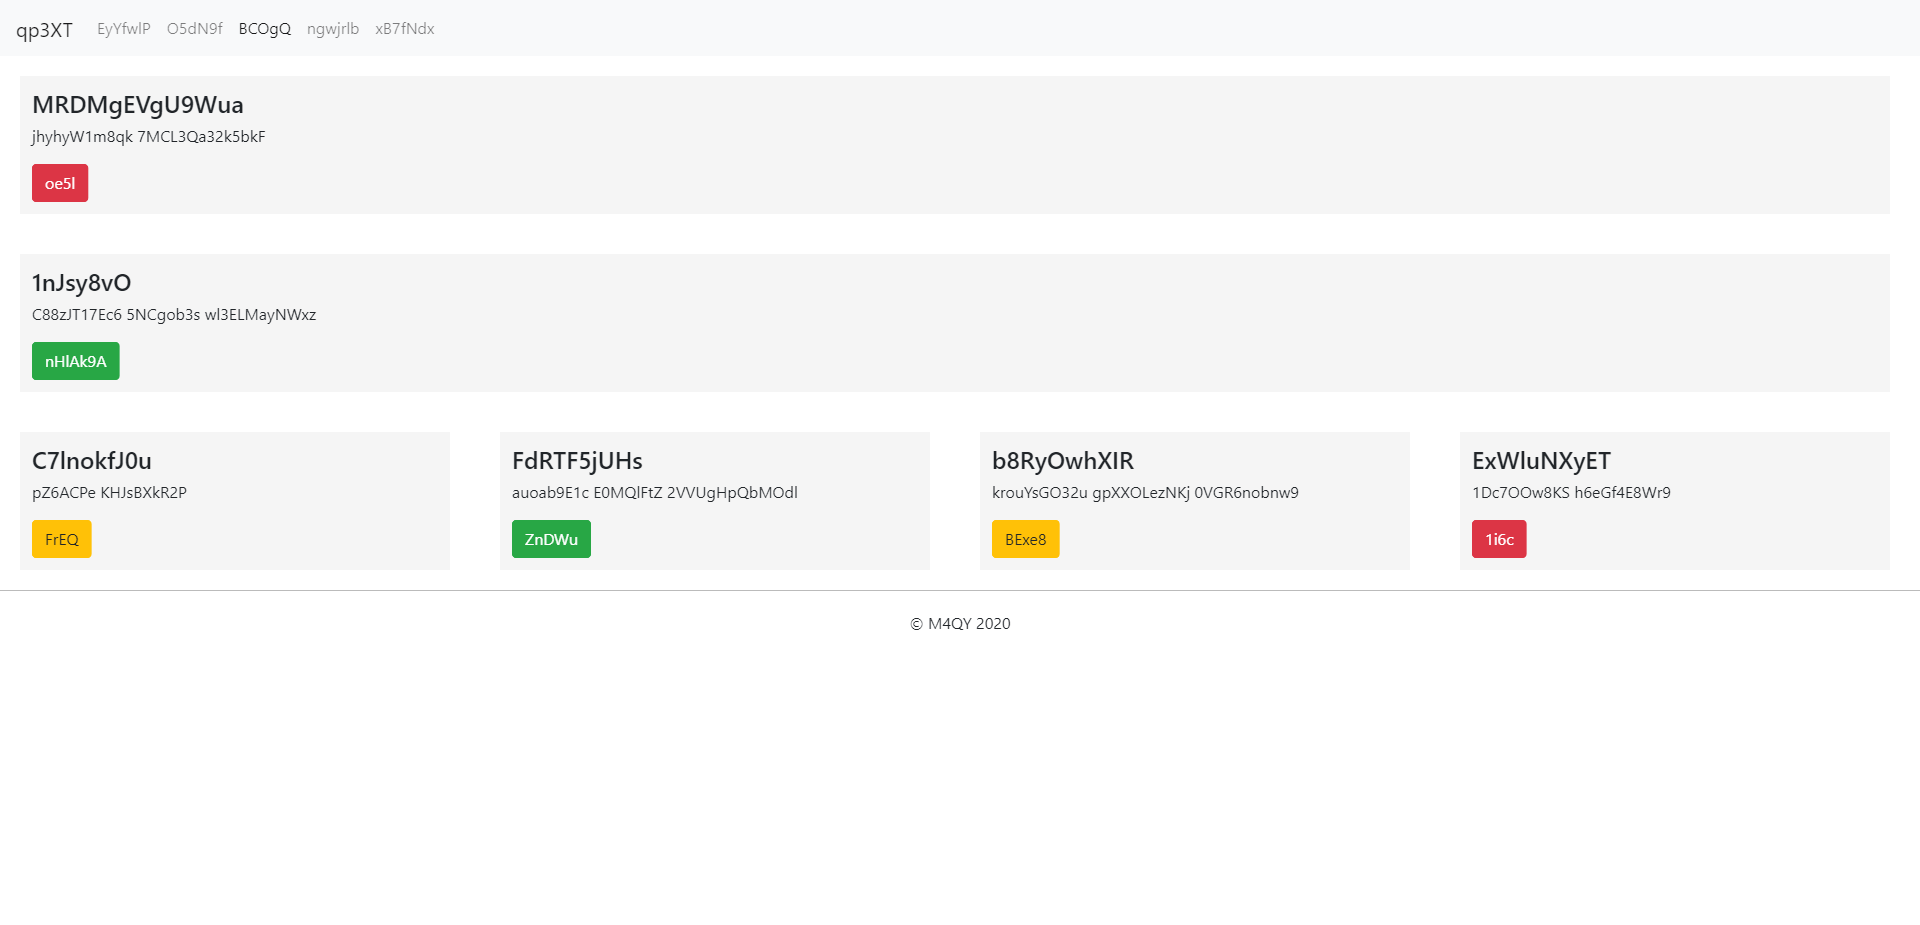 qp3XT EyYfwlP O5dN9f BCOgQ ngwjrlb xB7fNdx
MRDMgEVgU9Wua
jhyhyW1m8qk 7MCL3Qa32k5bkF
oe5l
1nJsy8vO
C88zJT17Ec6 5NCgob3s wl3ELMayNWxz
nHlAk9A
C7lnokfJ0u
pZ6ACPe KHJsBXkR2P
FrEQ
FdRTF5jUHs
auoab9E1c E0MQlFtZ 2VVUgHpQbMOdl
ZnDWu
b8RyOwhXIR
krouYsGO32u gpXXOLezNKj 0VGR6nobnw9
BExe8
ExWluNXyET
1Dc7OOw8KS h6eGf4E8Wr9
1i6c
© M4QY 2020